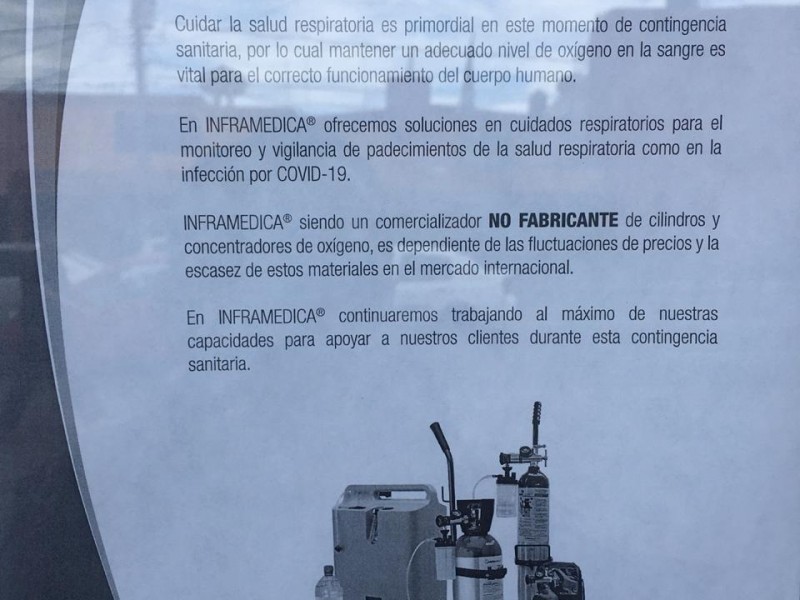 Cuidar la salud respiratoria es primordial en este momento de contingencia
sanitaria, por lo cual mantener un adecuado nivel de oxígeno en la sangre es
vital para el correcto funcionamiento del cuerpo humano.
En INFRAMEDICA® ofrecemos soluciones en cuidados respiratorios para el
monitoreo y vigilancia de padecimientos de la salud respiratoria como en la
infección por COVID-19.
INFRAMEDICA® siendo un comercializador NO FABRICANTE de cilindros y
concentradores de oxígeno, es dependiente de las fluctuaciones de precios y la
escasez de estos materiales en el mercado internacional.
En INFRAMEDICA® continuaremos trabajando al máximo de nuestras
capacidades para apoyar a nuestros clientes durante esta contingencia
sanitaria.